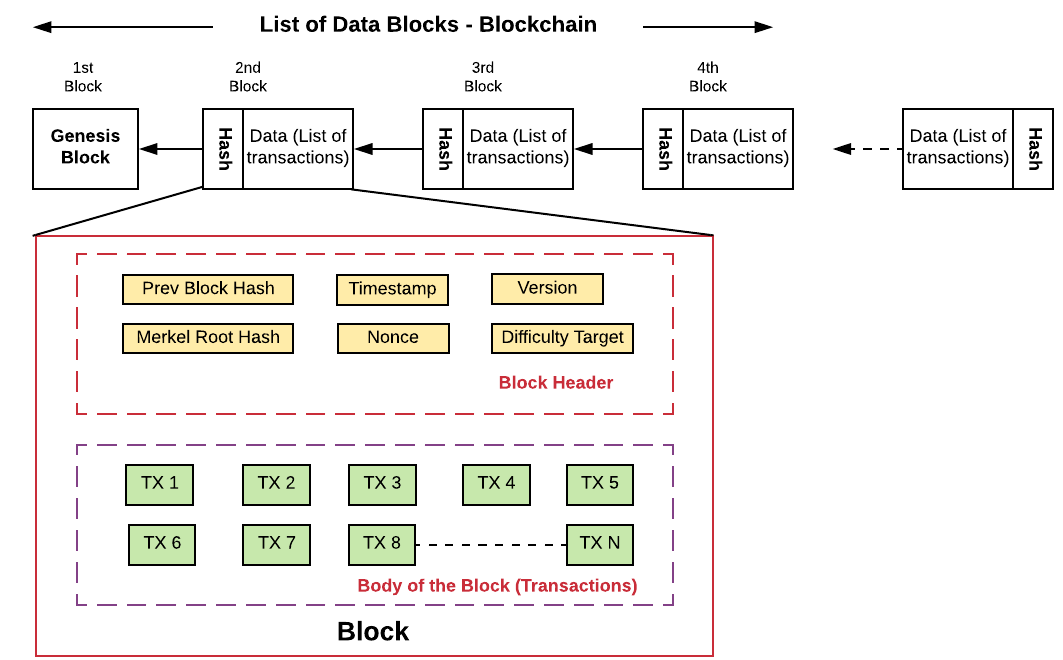 List of Data Blocks - Blockchain
1st
Block
2nd
Block
3rd
Block
4th
Block
Genesis
Block
Hash
Data (List of
transactions)
Hash
Data (List of
transactions)
Hash
Data (List of
transactions)
Data (List of
transactions)
Hash
Prev Block Hash
Timestamp
Version
Merkel Root Hash
Nonce
Difficulty Target
Block Header
TX 1
TX 2
TX 3
TX 4
TX 5
TX 6
TX 7
TX 8
TX N
Body of the Block (Transactions)
Block